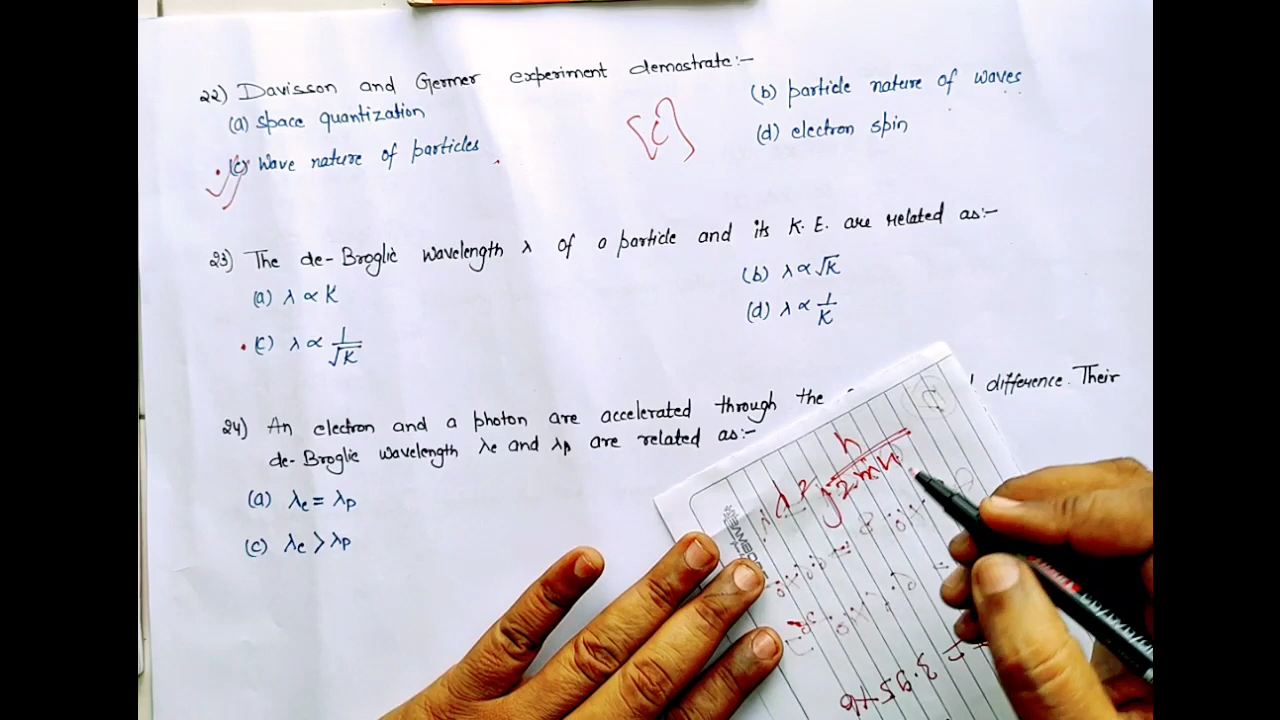 22) Davisson and Germer experiment demostrate:-
(a) space quantization
(b) particle nature of waves
[c]
(c) Wave nature of particles
(d) electron spin
23) The de-Broglie wavelength λ of a particle and its K.E. are related as:-
(a) λ ∝ K
(b) λ ∝ √K
(c) λ ∝ 1/√K
(d) λ ∝ 1/K
24) An electron and a photon are accelerated through the difference. Their
de-Broglie wavelength λe and λp are related as:-
(a) λe = λp
(c) λe > λp
h
√2mK